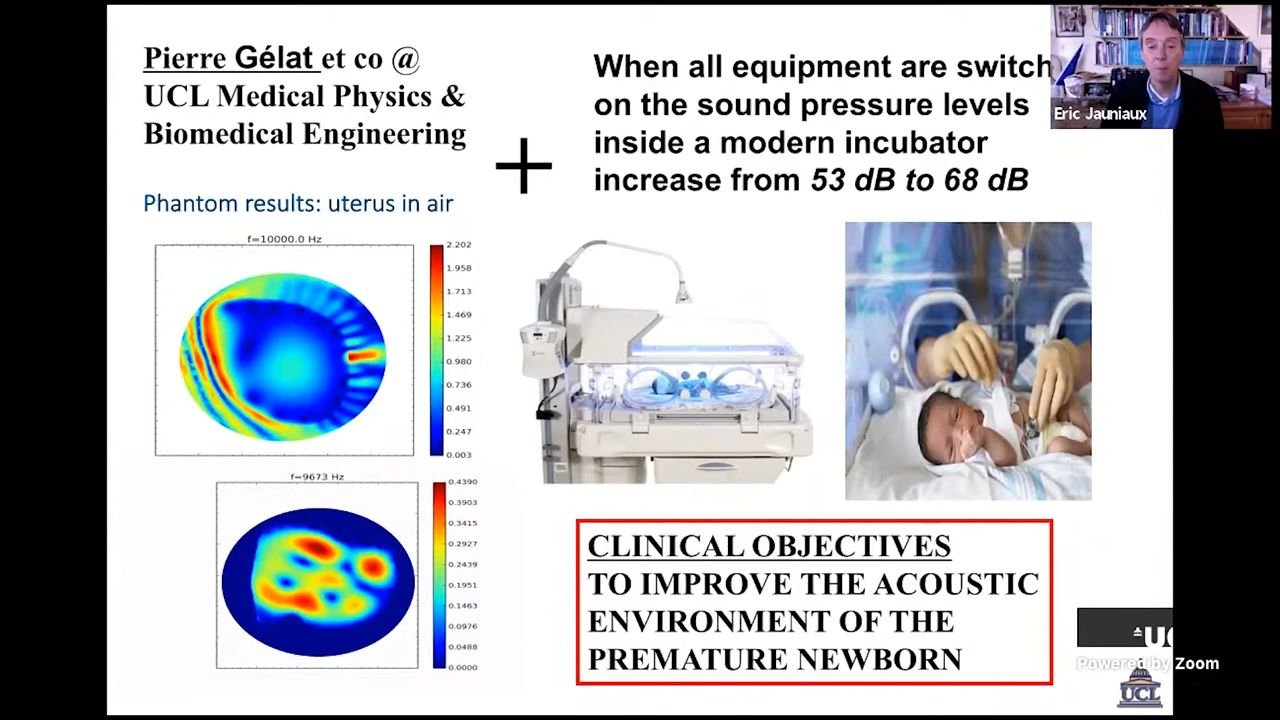 Pierre Gélat et co @
UCL Medical Physics &
Biomedical Engineering
Phantom results: uterus in air
f=10000.0 Hz
2.202
1.958
1.713
1.469
1.225
0.980
0.736
0.491
0.247
0.003
f=9673 Hz
0.4390
0.3903
0.3415
0.2927
0.2439
0.1951
0.1463
0.0976
0.0488
0.0000
+
When all equipment are switch
on the sound pressure levels
inside a modern incubator
increase from 53 dB to 68 dB
CLINICAL OBJECTIVES
TO IMPROVE THE ACOUSTIC
ENVIRONMENT OF THE
PREMATURE NEWBORN
Eric Jauniaux
Powered by Zoom
UCL